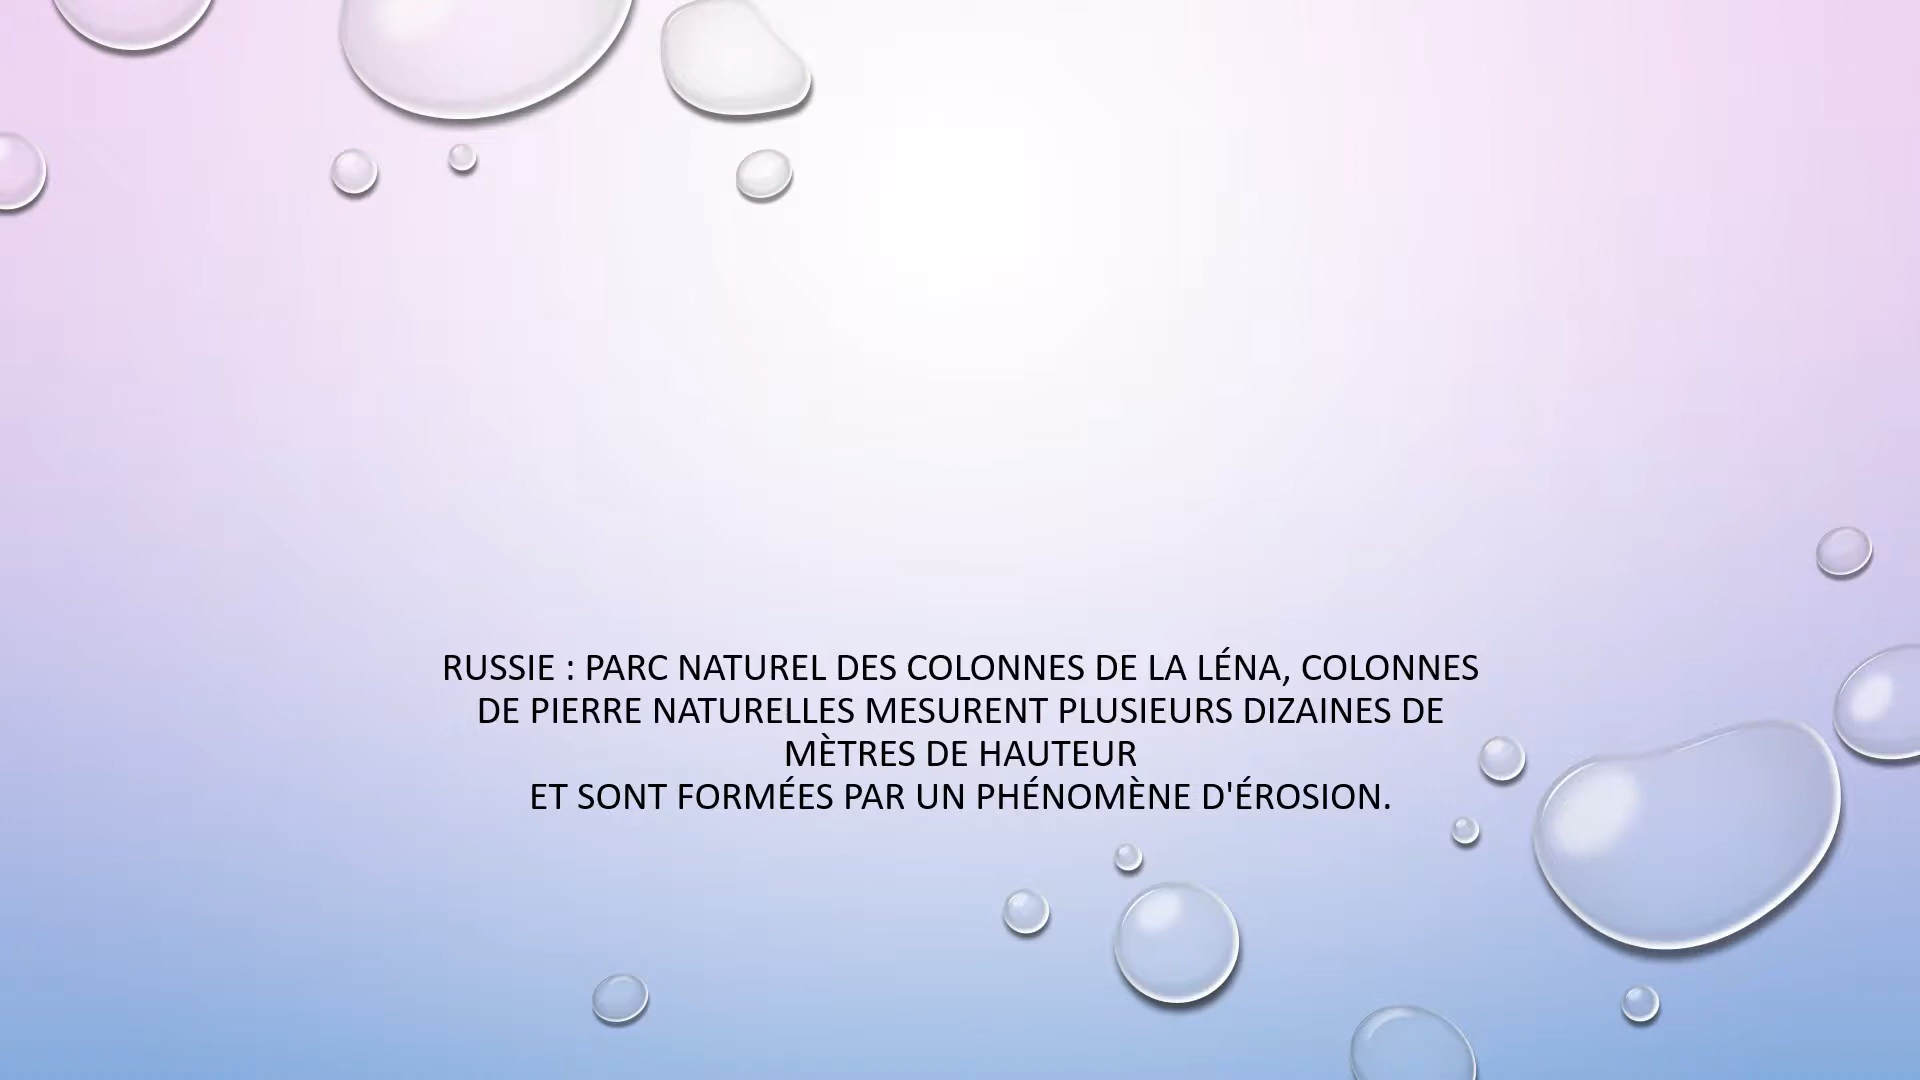 RUSSIE : PARC NATUREL DES COLONNES DE LA LÉNA, COLONNES
DE PIERRE NATURELLES MESURENT PLUSIEURS DIZAINES DE
MÈTRES DE HAUTEUR
ET SONT FORMÉES PAR UN PHÉNOMÈNE D'ÉROSION.